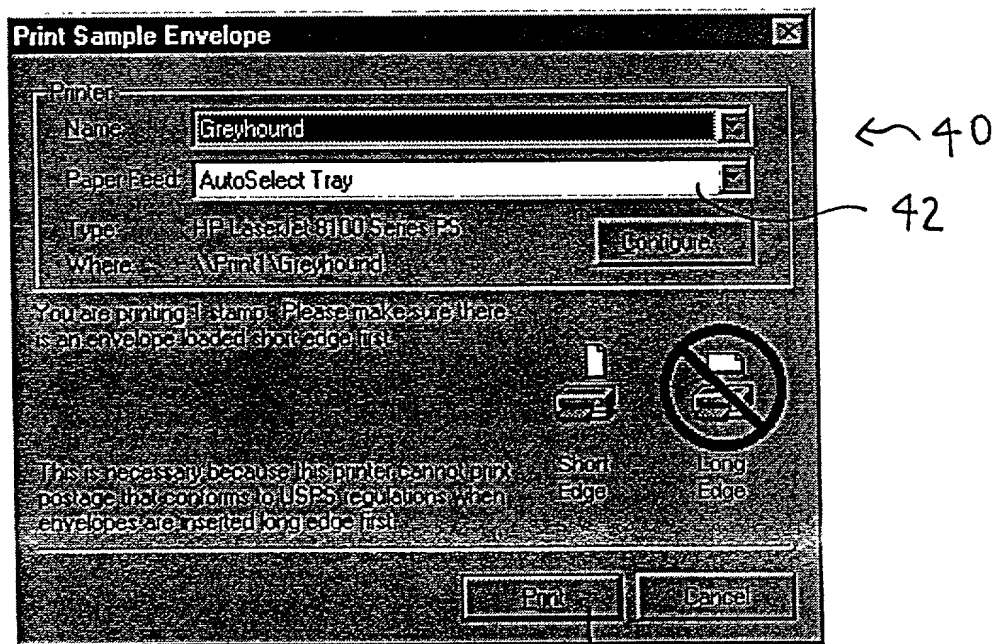 Print Sample Envelope
Printer
Name: Greyhound
40
Paper Feed: AutoSelect Tray
42
Type: HP LaserJet 8100 Series PS
Configure...
Where: \\Print1\Greyhound
You are printing 1 stamp. Please make sure there
is an envelope loaded short edge first.
Short Edge
Long Edge
This is necessary because this printer cannot print
postage that conforms to USPS regulations when
envelopes are inserted long edge first.
Print
Cancel